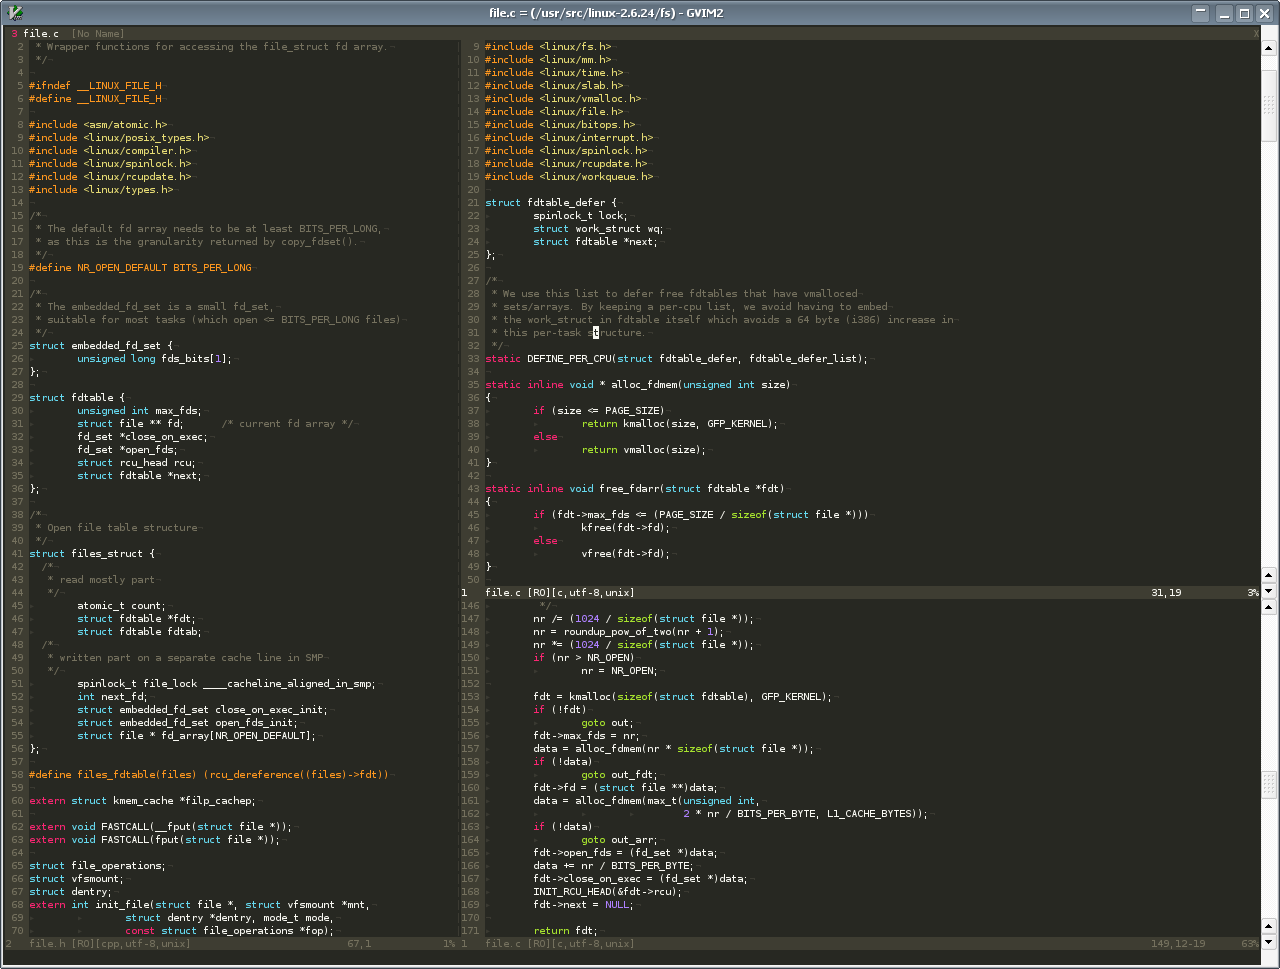 file.c = (/usr/src/linux-2.6.24/fs) - GVIM2
3 file.c [No Name] X
2 * Wrapper functions for accessing the file_struct fd array.
3 */
4
5 #ifndef __LINUX_FILE_H
6 #define __LINUX_FILE_H
7
8 #include <asm/atomic.h>
9 #include <linux/posix_types.h>
10 #include <linux/compiler.h>
11 #include <linux/spinlock.h>
12 #include <linux/rcupdate.h>
13 #include <linux/types.h>
14
15 /*
16 * The default fd array needs to be at least BITS_PER_LONG,
17 * as this is the granularity returned by copy_fdset().
18 */
19 #define NR_OPEN_DEFAULT BITS_PER_LONG
20
21 /*
22 * The embedded_fd_set is a small fd_set,
23 * suitable for most tasks (which open <= BITS_PER_LONG files)
24 */
25 struct embedded_fd_set {
26 unsigned long fds_bits[1];
27 };
28
29 struct fdtable {
30 unsigned int max_fds;
31 struct file ** fd; /* current fd array */
32 fd_set *close_on_exec;
33 fd_set *open_fds;
34 struct rcu_head rcu;
35 struct fdtable *next;
36 };
37
38 /*
39 * Open file table structure
40 */
41 struct files_struct {
42 /*
43 * read mostly part
44 */
45 atomic_t count;
46 struct fdtable *fdt;
47 struct fdtable fdtab;
48 /*
49 * written part on a separate cache line in SMP
50 */
51 spinlock_t file_lock ____cacheline_aligned_in_smp;
52 int next_fd;
53 struct embedded_fd_set close_on_exec_init;
54 struct embedded_fd_set open_fds_init;
55 struct file * fd_array[NR_OPEN_DEFAULT];
56 };
57
58 #define files_fdtable(files) (rcu_dereference((files)->fdt))
59
60 extern struct kmem_cache *filp_cachep;
61
62 extern void FASTCALL(__fput(struct file *));
63 extern void FASTCALL(fput(struct file *));
64
65 struct file_operations;
66 struct vfsmount;
67 struct dentry;
68 extern int init_file(struct file *, struct vfsmount *mnt,
69 struct dentry *dentry, mode_t mode,
70 const struct file_operations *fop);
2 file.h [RO][cpp,utf-8,unix] 67,1 1%
9 #include <linux/fs.h>
10 #include <linux/mm.h>
11 #include <linux/time.h>
12 #include <linux/slab.h>
13 #include <linux/vmalloc.h>
14 #include <linux/file.h>
15 #include <linux/bitops.h>
16 #include <linux/interrupt.h>
17 #include <linux/spinlock.h>
18 #include <linux/rcupdate.h>
19 #include <linux/workqueue.h>
20
21 struct fdtable_defer {
22 spinlock_t lock;
23 struct work_struct wq;
24 struct fdtable *next;
25 };
26
27 /*
28 * We use this list to defer free fdtables that have vmalloced
29 * sets/arrays. By keeping a per-cpu list, we avoid having to embed
30 * the work_struct in fdtable itself which avoids a 64 byte (i386) increase in
31 * this per-task structure.
32 */
33 static DEFINE_PER_CPU(struct fdtable_defer, fdtable_defer_list);
34
35 static inline void * alloc_fdmem(unsigned int size)
36 {
37 if (size <= PAGE_SIZE)
38 return kmalloc(size, GFP_KERNEL);
39 else
40 return vmalloc(size);
41 }
42
43 static inline void free_fdarr(struct fdtable *fdt)
44 {
45 if (fdt->max_fds <= (PAGE_SIZE / sizeof(struct file *)))
46 kfree(fdt->fd);
47 else
48 vfree(fdt->fd);
49 }
50
1 file.c [RO][c,utf-8,unix] 31,19 3%
146 */
147 nr /= (1024 / sizeof(struct file *));
148 nr = roundup_pow_of_two(nr + 1);
149 nr *= (1024 / sizeof(struct file *));
150 if (nr > NR_OPEN)
151 nr = NR_OPEN;
152
153 fdt = kmalloc(sizeof(struct fdtable), GFP_KERNEL);
154 if (!fdt)
155 goto out;
156 fdt->max_fds = nr;
157 data = alloc_fdmem(nr * sizeof(struct file *));
158 if (!data)
159 goto out_fdt;
160 fdt->fd = (struct file **)data;
161 data = alloc_fdmem(max_t(unsigned int,
162 2 * nr / BITS_PER_BYTE, L1_CACHE_BYTES));
163 if (!data)
164 goto out_arr;
165 fdt->open_fds = (fd_set *)data;
166 data += nr / BITS_PER_BYTE;
167 fdt->close_on_exec = (fd_set *)data;
168 INIT_RCU_HEAD(&fdt->rcu);
169 fdt->next = NULL;
170
171 return fdt;
1 file.c [RO][c,utf-8,unix] 149,12-19 63%